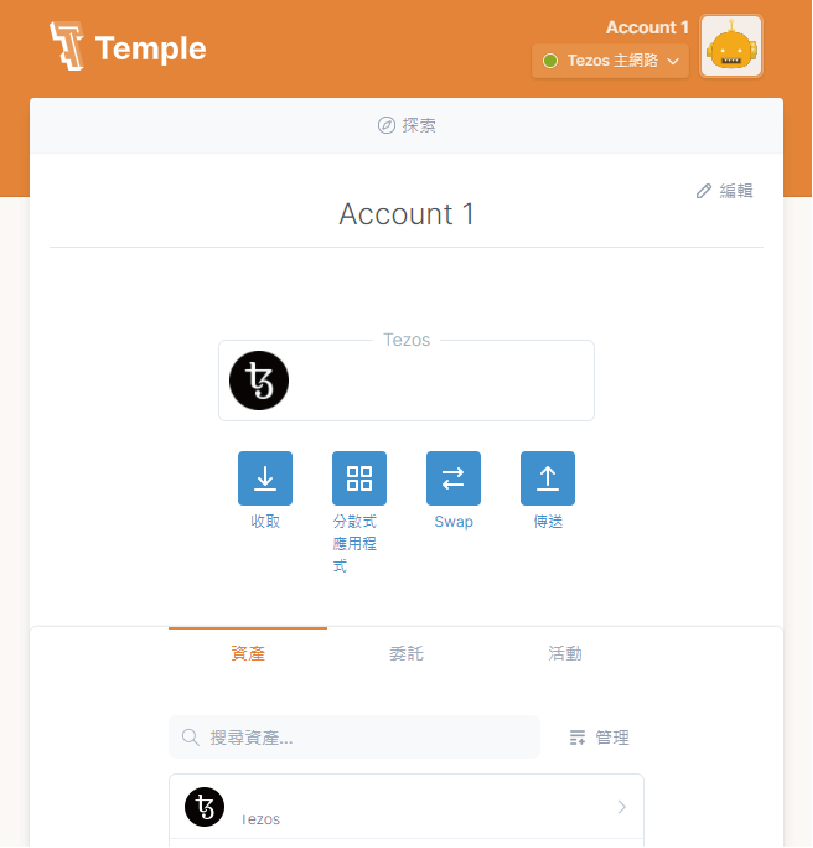 Temple
Account 1
Tezos 主網路
探索
編輯
Account 1
Tezos
收取
分散式
應用程
式
Swap
傳送
資產
委託
活動
搜尋資產...
管理
Tezos